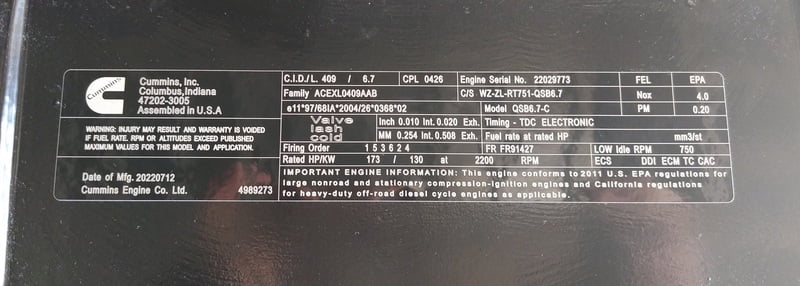 Cummins
Cummins, Inc.
Columbus,Indiana
47202-3005
Assembled in U.S.A
WARNING: INJURY MAY RESULT AND WARRANTY IS VOIDED
IF FUEL RATE. RPM OR ALTITUDES EXCEED PUBLISHED
MAXIMUM VALUES FOR THIS MODEL AND APPLICATION.
Date of Mfg. 20220712
Cummins Engine Co. Ltd. 4989273
C.I.D./L. 409 / 6.7 CPL 0426 Engine Serial No. 22029773 FEL EPA
Family ACEXL0409AAB C/S WZ-ZL-RT751-QSB6.7 Nox 4.0
e11*97/68IA*2004/26*0368*02 Model QSB6.7-C PM 0.20
Valve lash cold Inch 0.010 Int.0.020 Exh. Timing - TDC ELECTRONIC
MM 0.254 Int.0.508 Exh. Fuel rate at rated HP mm3/st
Firing Order 1 5 3 6 2 4 FR FR91427 LOW Idle RPM 750
Rated HP/KW 173 / 130 at 2200 RPM ECS DDI ECM TC CAC
IMPORTANT ENGINE INFORMATION: This engine conforms to 2011 U.S. EPA regulations for
large nonroad and stationary compression-ignition engines and California regulations
for heavy-duty off-road diesel cycle engines as applicable.